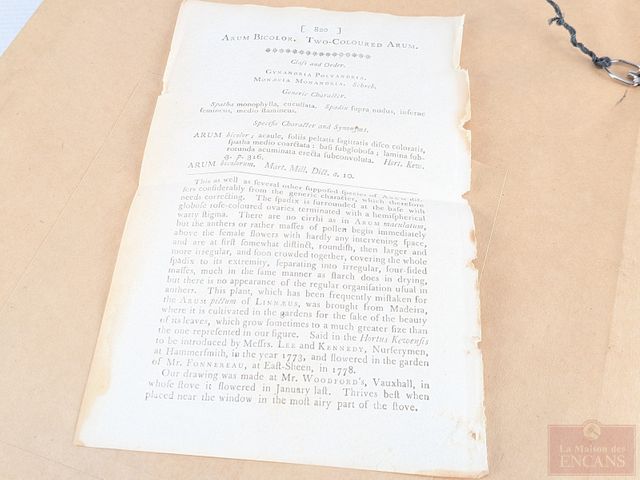 [ 820 ]
Arum Bicolor. Two-Coloured Arum.
Claſs and Order.
Gynandria Polyandria.
Monœcia Monandria. Schreb.
Generic Character.
Spatha monophylla, cucullata. Spadix ſupra nudus, inferne
femineus, medio ſtamineus.
Specific Character and Synonyms.
ARUM bicolor; acaule, foliis peltatis ſagittatis diſco coloratis,
ſpatha medio coarctata: baſi ſubgloboſa; lamina ſub-
rotunda acuminata erecta ſubconvoluta. Hort. Kew.
3. p. 316.
ARUM bicolorum. Mart. Mill. Dict. a. 10.
This as well as ſeveral other ſuppoſed ſpecies of Arum dif-
fers conſiderably from the generic character, which therefore
needs correcting. The ſpadix is ſurrounded at the baſe with
globoſe roſe-coloured ovaries terminated with a hemiſpherical
warty ſtigma. There are no cirrhi as in Arum maculatum,
but the anthers or rather maſſes of pollen begin immediately
above the female flowers with hardly any intervening ſpace,
and are at firſt ſomewhat diſtinct, roundiſh, then larger and
more irregular, and ſoon crowded together, covering the whole
ſpadix to its extremity, ſeparating into irregular, four-ſided
maſſes, much in the ſame manner as ſtarch does in drying,
but there is no appearance of the regular organiſation uſual in
anthers. This plant, which has been frequently miſtaken for
the Arum pictum of Linnæus, was brought from Madeira,
where it is cultivated in the gardens for the ſake of the beauty
of its leaves, which grow ſometimes to a much greater ſize than
the one repreſented in our figure. Said in the Hortus Kewenſis
to be introduced by Meſſrs. Lee and Kennedy, Nurſerymen,
at Hammerſmith, in the year 1773, and flowered in the garden
of Mr. Fonnereau, at Eaſt-Sheen, in 1778.
Our drawing was made at Mr. Woodford's, Vauxhall, in
whoſe ſtove it flowered in January laſt. Thrives beſt when
placed near the window in the moſt airy part of the ſtove.
La Maison des
ENCANS